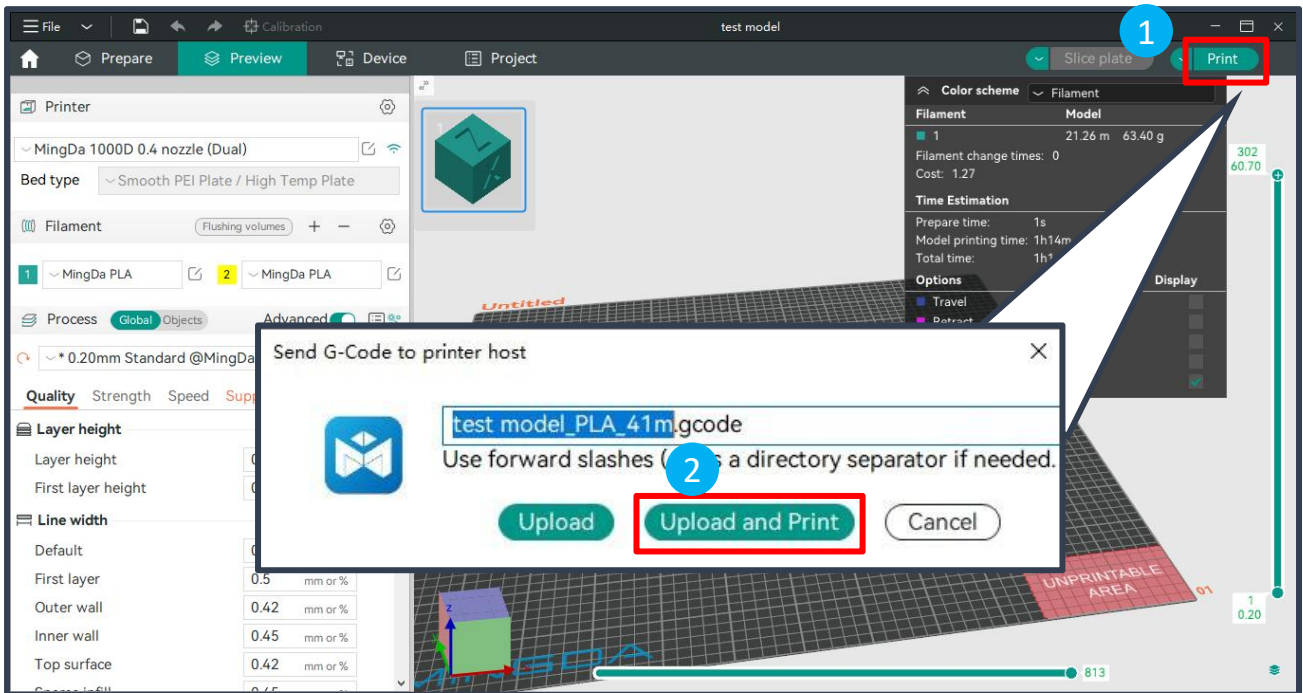 File
Calibration
test model
1
Prepare
Preview
Device
Project
Slice plate
Print
Printer
MingDa 1000D 0.4 nozzle (Dual)
Bed type
Smooth PEI Plate / High Temp Plate
Filament
Flushing volumes
+ −
1
MingDa PLA
2
MingDa PLA
Process
Global
Objects
Advanced
* 0.20mm Standard @MingDa
Quality
Strength
Speed
Supp
Layer height
Layer height
First layer height
Line width
Default
First layer
0.5
mm or %
Outer wall
0.42
mm or %
Inner wall
0.45
mm or %
Top surface
0.42
mm or %
1
Untitled
Color scheme
Filament
Filament
Model
1
21.26 m 63.40 g
Filament change times: 0
Cost: 1.27
Time Estimation
Prepare time: 1s
Model printing time: 1h14m
Total time: 1h1
Options
Display
Travel
Retract
302
60.70
Send G-Code to printer host
test model_PLA_41m.gcode
Use forward slashes ( s a directory separator if needed.
2
Upload
Upload and Print
Cancel
UNPRINTABLE
AREA
01
1
0.20
z
MINGDA
813